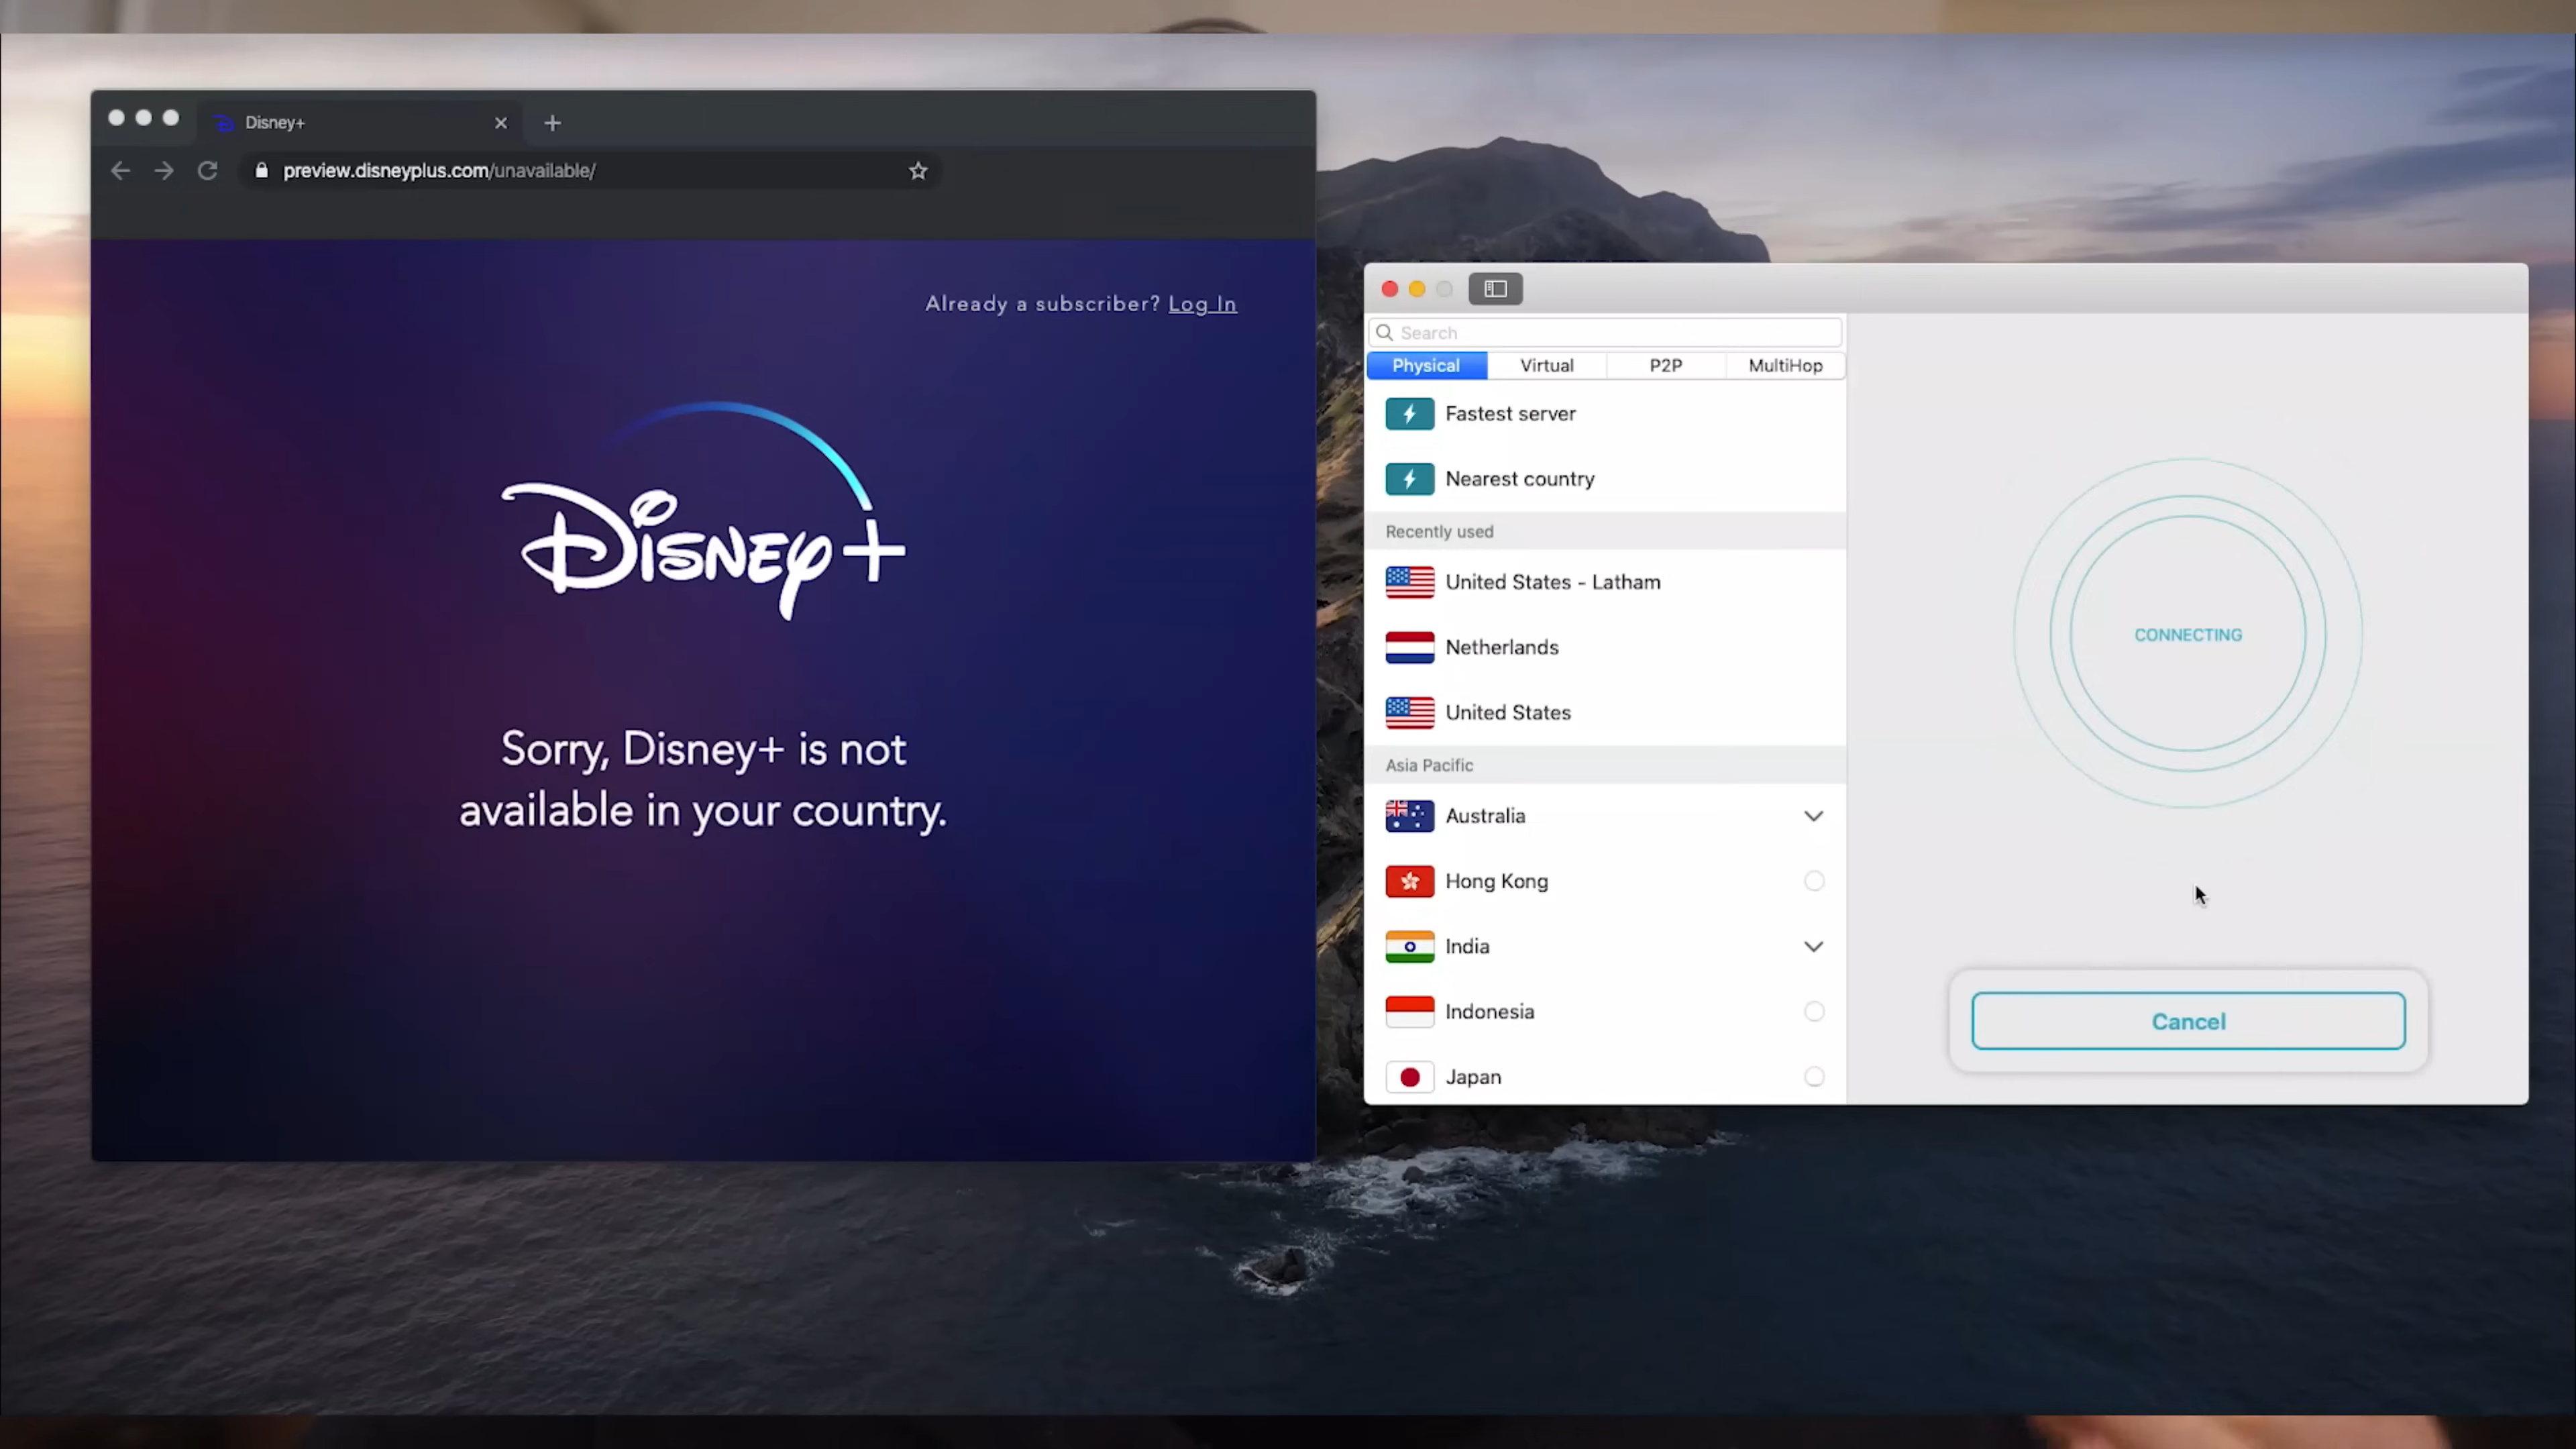 Disney+
preview.disneyplus.com/unavailable/
Already a subscriber? Log In
Disney+
Sorry, Disney+ is not
available in your country.
Search
Physical Virtual P2P MultiHop
Fastest server
Nearest country
Recently used
United States - Latham
Netherlands
United States
Asia Pacific
Australia
Hong Kong
India
Indonesia
Japan
CONNECTING
Cancel